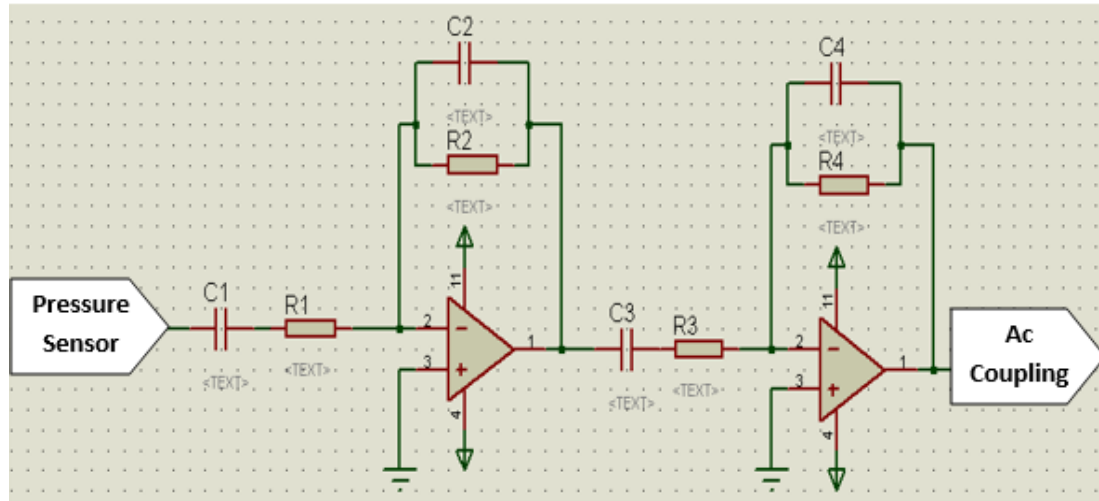 C2
<TEXT>
R2
<TEXT>
C4
<TEXT>
R4
<TEXT>
Pressure
Sensor
C1
<TEXT>
R1
<TEXT>
11
2
3
1
4
C3
<TEXT>
R3
<TEXT>
11
2
3
1
4
Ac
Coupling